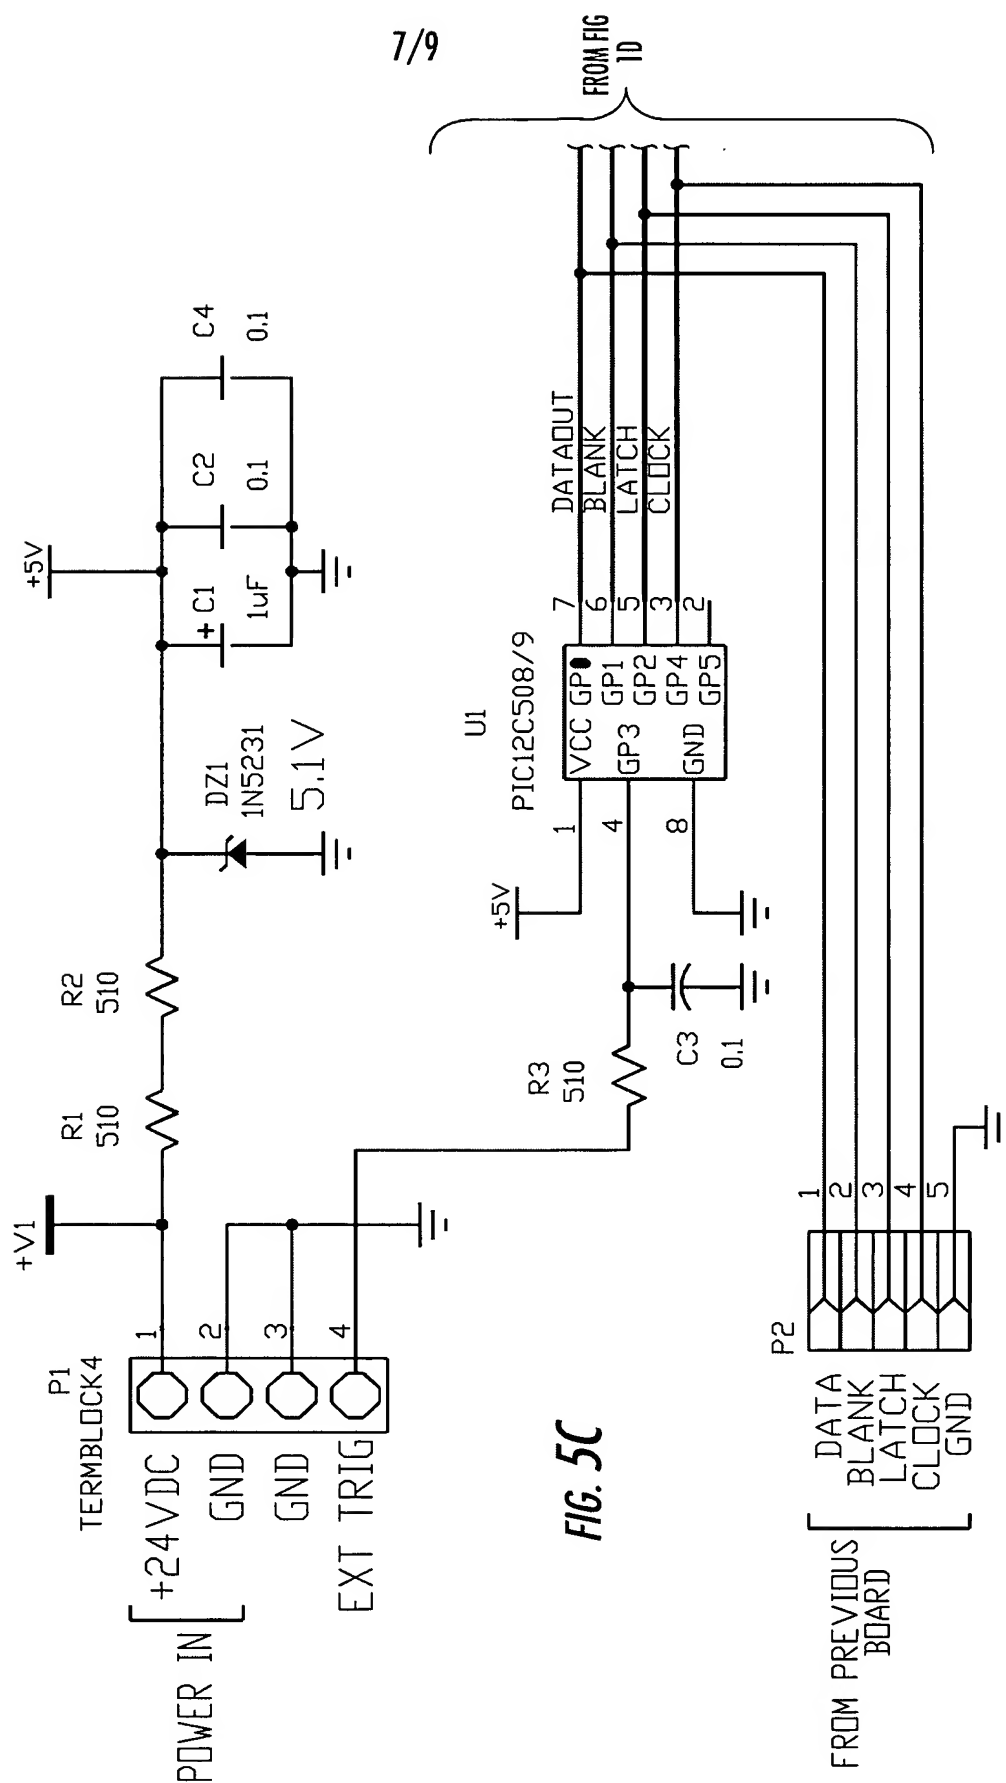 7/9
FROM FIG
1D
+V1
+5V
P1
TERMBLOCK4
POWER IN
+24VDC
GND
GND
EXT TRIG
1
2
3
4
R1
510
R2
510
DZ1
1N5231
5.1V
+
C1
1uF
C2
0.1
C4
0.1
R3
510
C3
0.1
+5V
U1
PIC12C508/9
1
4
8
VCC
GP3
GND
GP0
GP1
GP2
GP4
GP5
7
6
5
3
2
DATAOUT
BLANK
LATCH
CLOCK
FIG. 5C
P2
1
2
3
4
5
DATA
BLANK
LATCH
CLOCK
GND
FROM PREVIOUS
BOARD